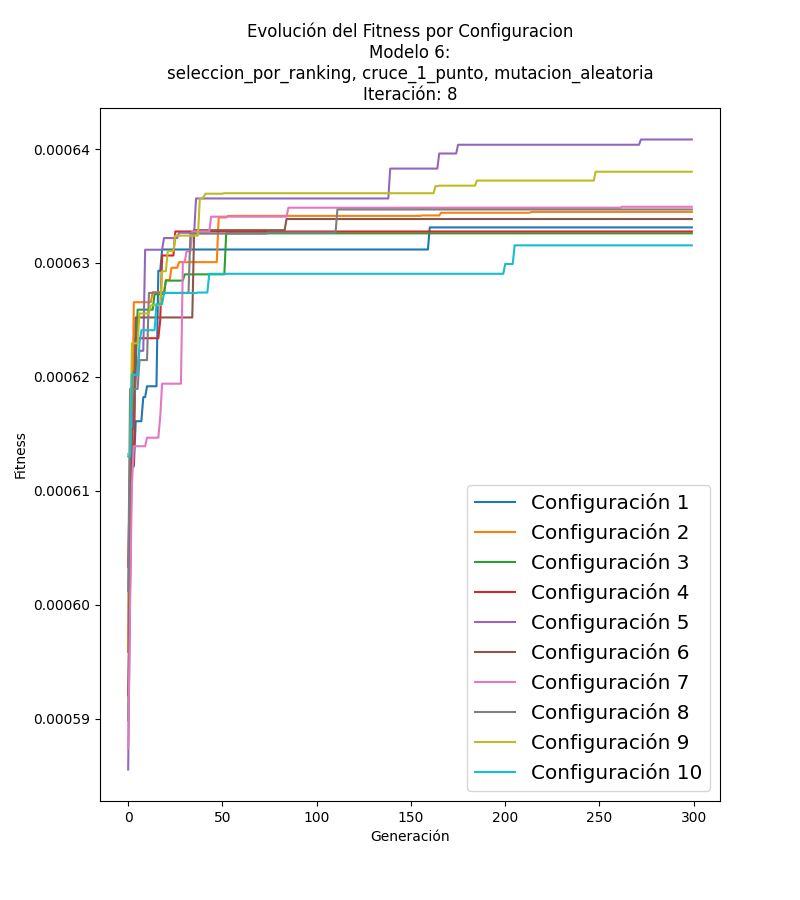 Evolución del Fitness por Configuracion
Modelo 6:
seleccion_por_ranking, cruce_1_punto, mutacion_aleatoria
Iteración: 8
0.00064
0.00063
0.00062
0.00061
0.00060
0.00059
Fitness
Configuración 1
Configuración 2
Configuración 3
Configuración 4
Configuración 5
Configuración 6
Configuración 7
Configuración 8
Configuración 9
Configuración 10
0 50 100 150 200 250 300
Generación